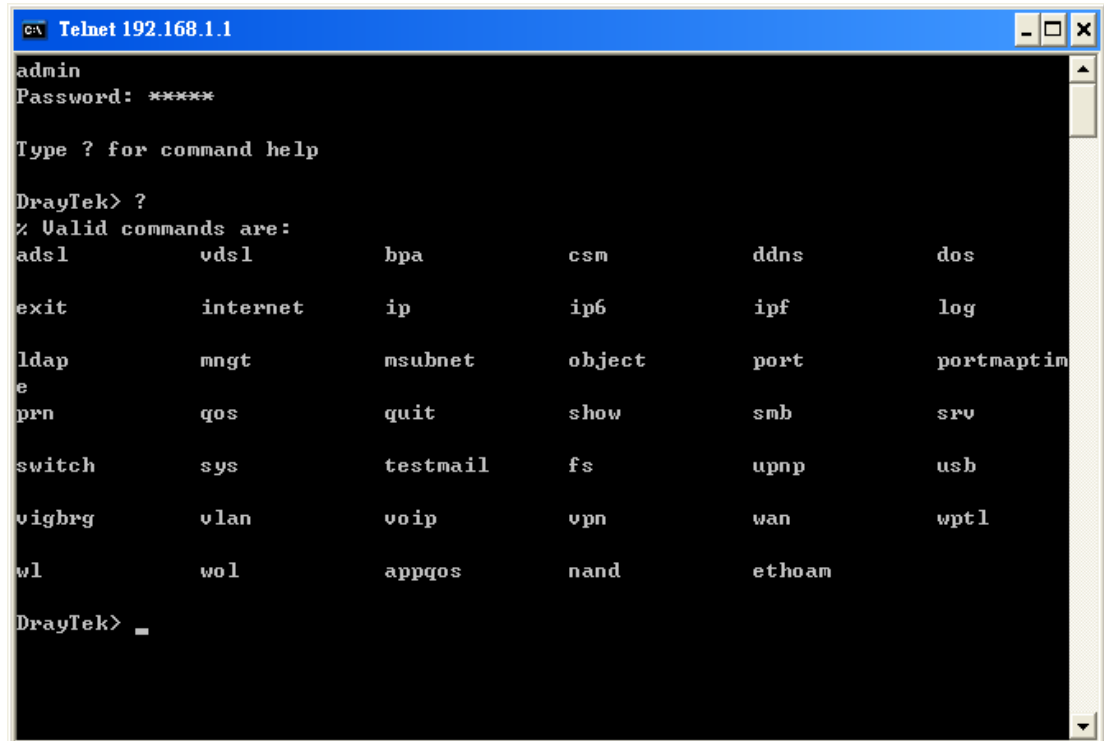 Telnet 192.168.1.1
admin
Password: *****
Type ? for command help
DrayTek> ?
% Valid commands are:
adsl vdsl bpa csm ddns dos
exit internet ip ip6 ipf log
ldap mngt msubnet object port portmaptim
e
prn qos quit show smb srv
switch sys testmail fs upnp usb
vigbrg vlan voip vpn wan wptl
wl wol appqos nand ethoam
DrayTek> _